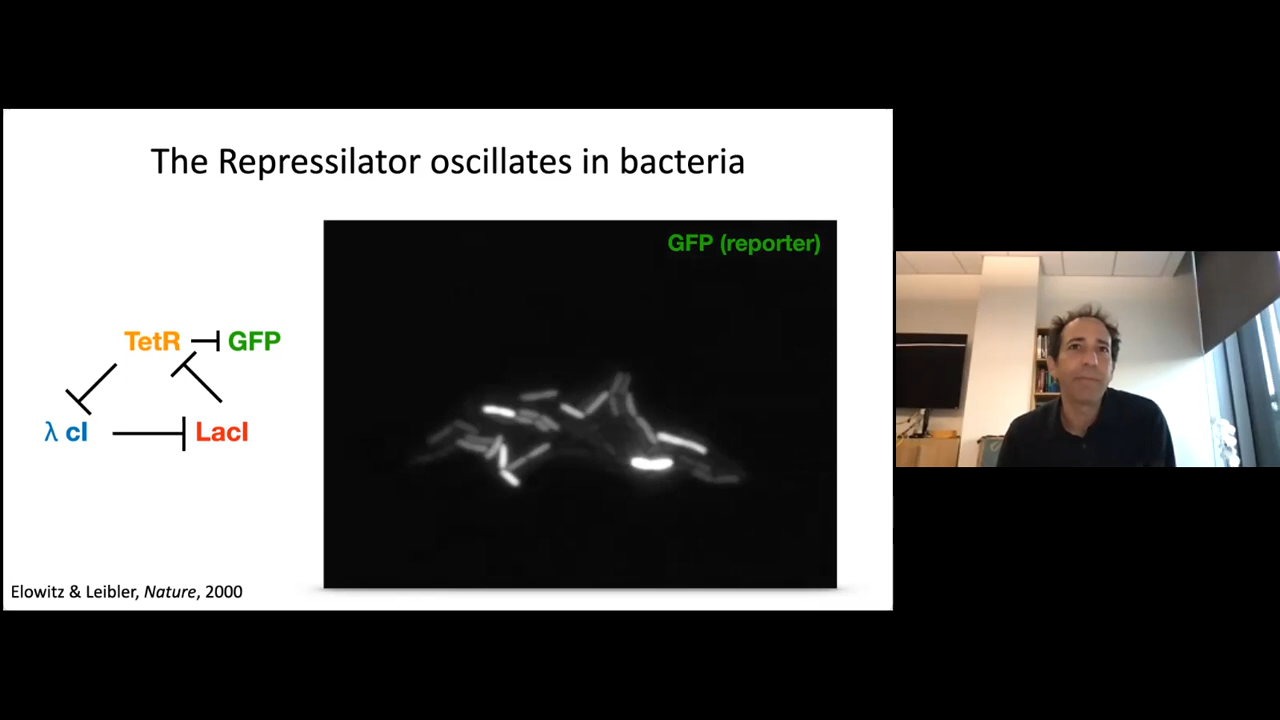 The Repressilator oscillates in bacteria
GFP (reporter)
TetR
GFP
λ cI
LacI
Elowitz & Leibler, Nature, 2000